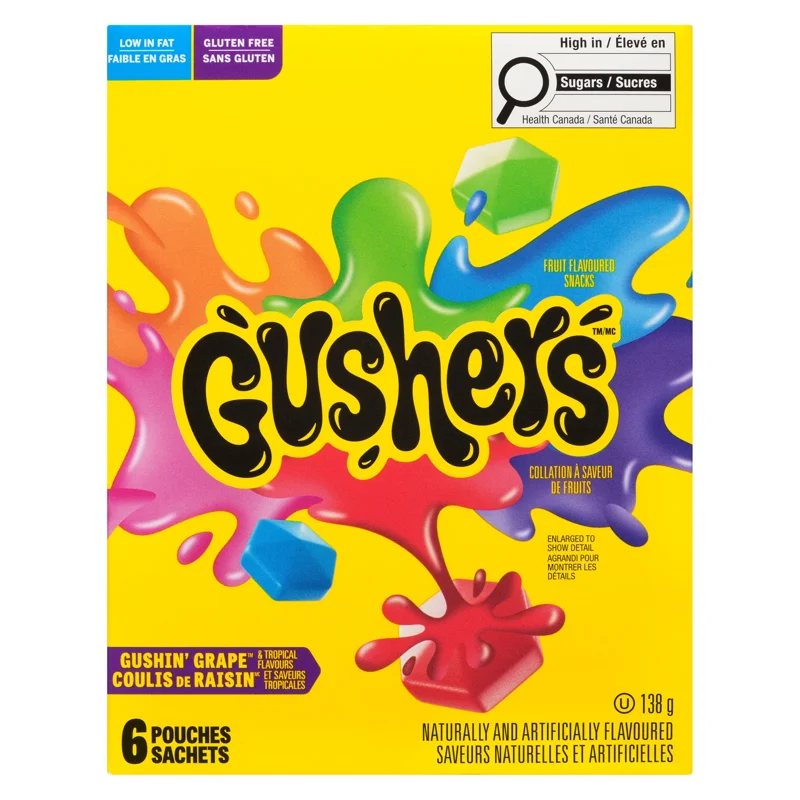 LOW IN FAT
FAIBLE EN GRAS
GLUTEN FREE
SANS GLUTEN
High in / Élevé en
Sugars / Sucres
Health Canada / Santé Canada
FRUIT FLAVOURED
SNACKS
GUSHERS
TM/MC
COLLATION À SAVEUR
DE FRUITS
ENLARGED TO
SHOW DETAIL
AGRANDI POUR
MONTRER LES
DÉTAILS
GUSHIN' GRAPE™ & TROPICAL
FLAVOURS
COULIS DE RAISIN MC ET SAVEURS
TROPICALES
6 POUCHES
SACHETS
U 138 g
NATURALLY AND ARTIFICIALLY FLAVOURED
SAVEURS NATURELLES ET ARTIFICIELLES